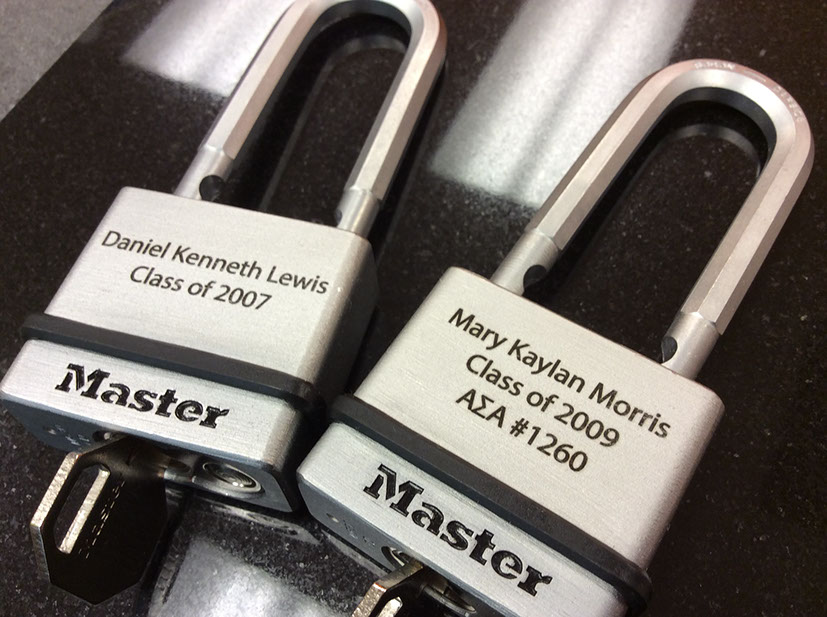 Daniel Kenneth Lewis
Class of 2007
Master
Mary Kaylan Morris
Class of 2009
ΑΣΑ #1260
Master